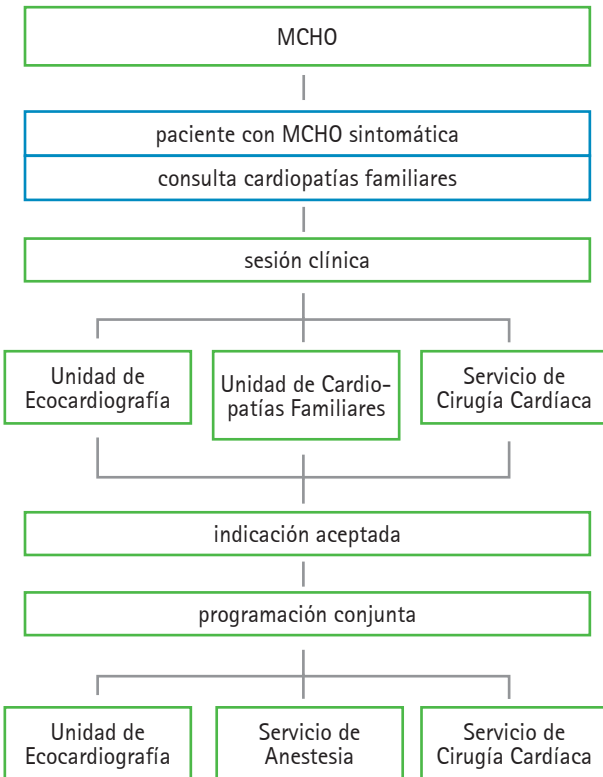 MCHO
paciente con MCHO sintomática
consulta cardiopatías familiares
sesión clínica
Unidad de
Ecocardiografía
Unidad de Cardio-
patías Familiares
Servicio de
Cirugía Cardíaca
indicación aceptada
programación conjunta
Unidad de
Ecocardiografía
Servicio de
Anestesia
Servicio de
Cirugía Cardíaca